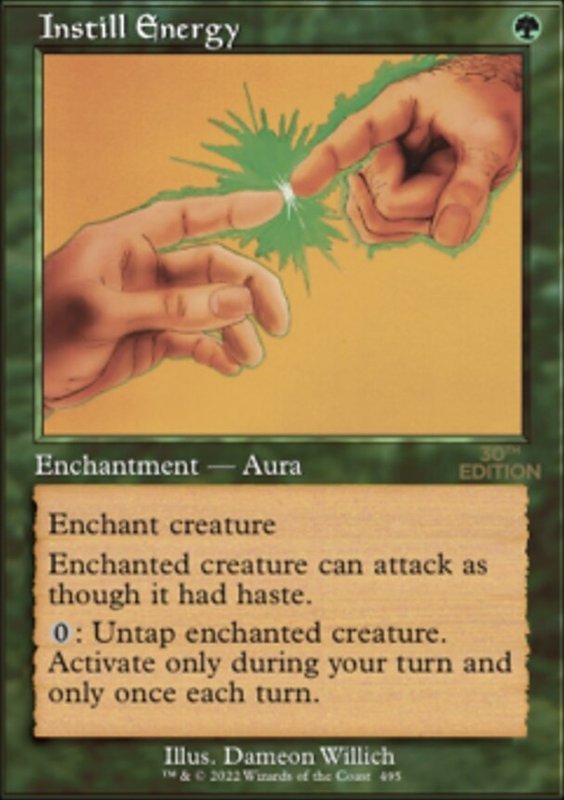 Instill Energy
Enchantment — Aura
30TH
EDITION
Enchant creature
Enchanted creature can attack as
though it had haste.
0: Untap enchanted creature.
Activate only during your turn and
only once each turn.
Illus. Dameon Willich
™ & © 2022 Wizards of the Coast 495